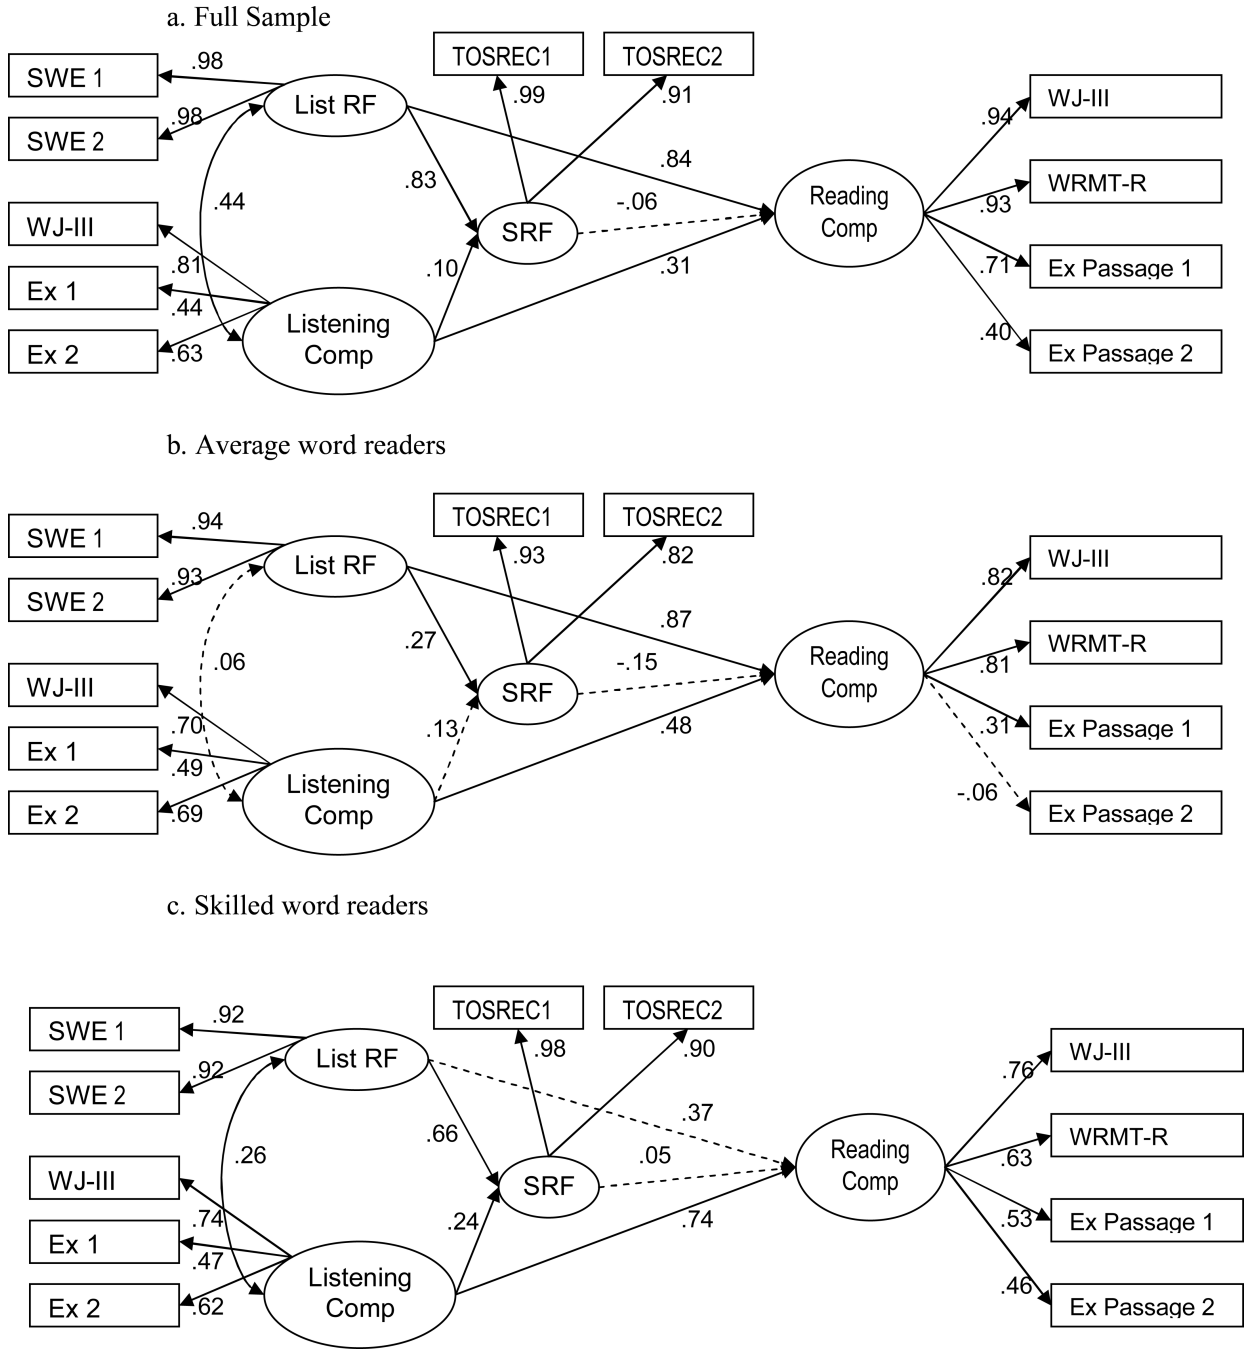 a. Full Sample
TOSREC1
TOSREC2
SWE 1
.98
List RF
.99
.91
WJ-III
.98
.94
SWE 2
.84
.83
Reading
Comp
WRMT-R
.44
-.06
.93
WJ-III
SRF
.81
.10
.31
.71
Ex Passage 1
Ex 1
.44
Listening
Comp
.40
Ex 2
.63
Ex Passage 2
b. Average word readers
TOSREC1
TOSREC2
SWE 1
.94
List RF
.93
.82
WJ-III
.93
.82
SWE 2
.87
.27
Reading
Comp
WRMT-R
.06
-.15
.81
WJ-III
SRF
.70
.13
.48
.31
Ex Passage 1
Ex 1
.49
Listening
Comp
-.06
Ex 2
.69
Ex Passage 2
c. Skilled word readers
TOSREC1
TOSREC2
SWE 1
.92
List RF
.98
.90
WJ-III
.92
.76
SWE 2
.37
.66
Reading
Comp
WRMT-R
.26
.05
.63
WJ-III
SRF
.74
.24
.74
.53
Ex Passage 1
Ex 1
.47
Listening
Comp
.46
Ex 2
.62
Ex Passage 2